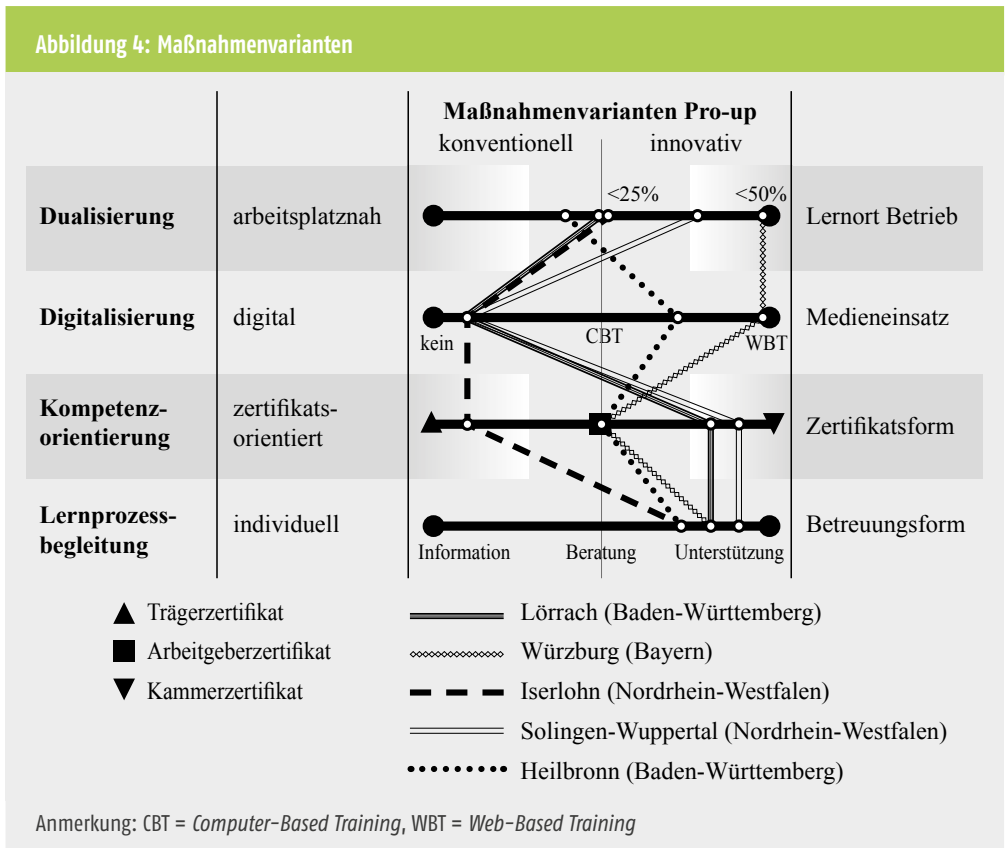 Abbildung 4: Maßnahmenvarianten
Maßnahmenvarianten Pro-up
konventionell innovativ
<25% <50%
Dualisierung arbeitsplatznah Lernort Betrieb
Digitalisierung digital Medieneinsatz
kein CBT WBT
Kompetenz-
orientierung
zertifikats-
orientiert
Zertifikatsform
Lernprozess-
begleitung
individuell
Betreuungsform
Information Beratung Unterstützung
Trägerzertifikat
Arbeitgeberzertifikat
Kammerzertifikat
Lörrach (Baden-Württemberg)
Würzburg (Bayern)
Iserlohn (Nordrhein-Westfalen)
Solingen-Wuppertal (Nordrhein-Westfalen)
Heilbronn (Baden-Württemberg)
Anmerkung: CBT = Computer-Based Training, WBT = Web-Based Training